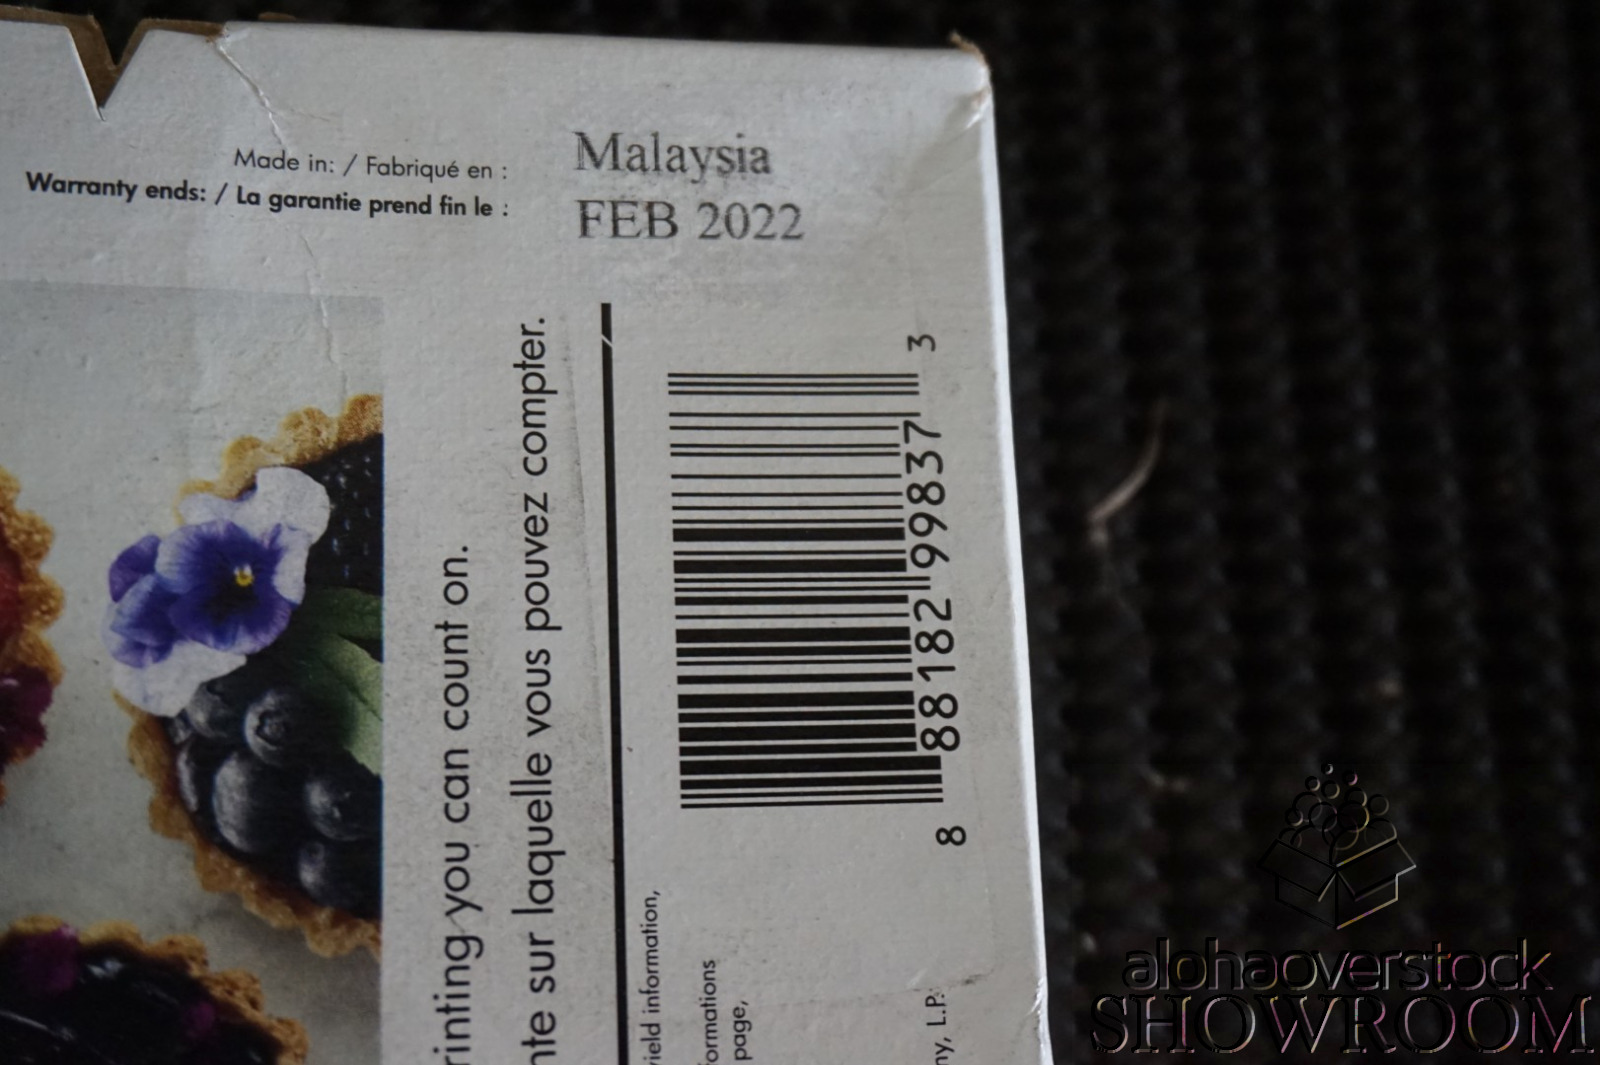 Made in: / Fabriqué en : Malaysia
Warranty ends: / La garantie prend fin le : FEB 2022
rinting you can count on.
nte sur laquelle vous pouvez compter.
yield information,
formations
page,
ny, L.P.
8 88182 99837 3
alohaoverstock
SHOWROOM